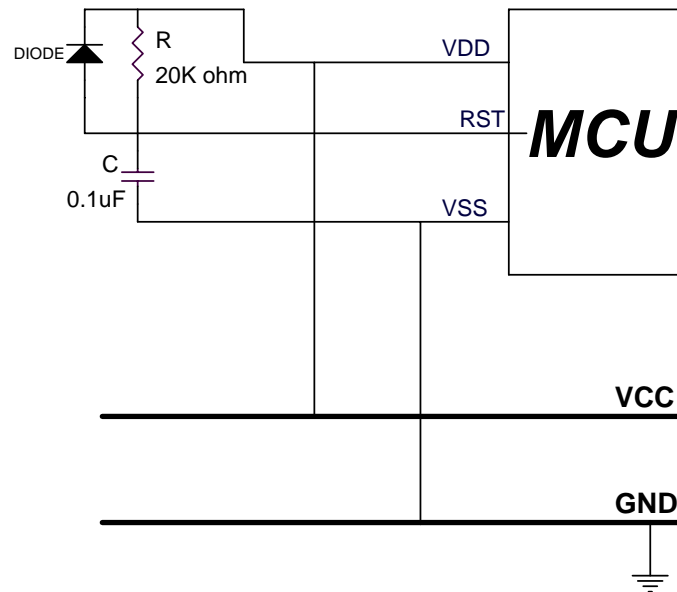 DIODE
R
20K ohm
VDD
RST
MCU
C
0.1uF
VSS
VCC
GND